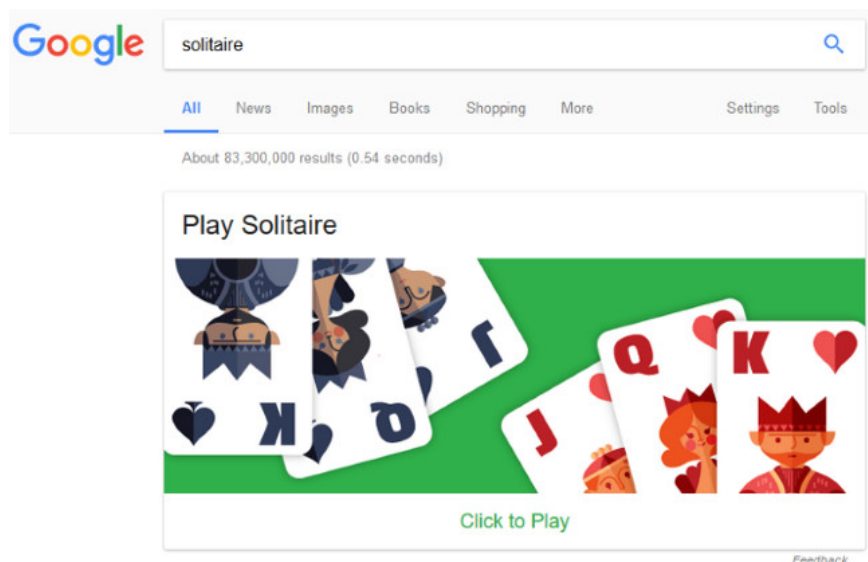 Google solitaire
All News Images Books Shopping More Settings Tools
About 83,300,000 results (0.54 seconds)
Play Solitaire
K Q J J Q K
Click to Play
Feedback